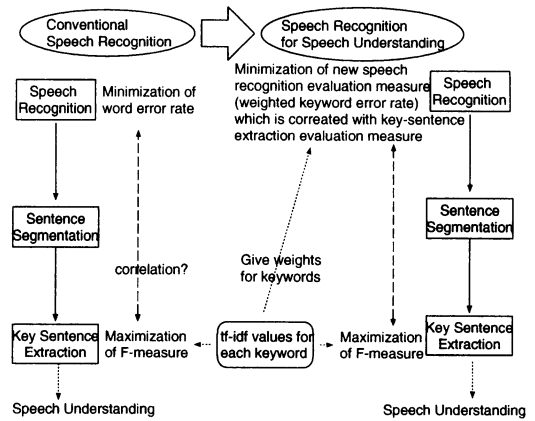 Conventional
Speech Recognition
Speech Recognition
for Speech Understanding
Speech
Recognition
Minimization of
word error rate
Minimization of new speech
recognition evaluation measure
(weighted keyword error rate)
which is correated with key-sentence
extraction evaluation measure
Speech
Recognition
Sentence
Segmentation
Sentence
Segmentation
correlation?
Give weights
for keywords
Key Sentence
Extraction
Maximization
of F-measure
tf-idf values for
each keyword
Maximization
of F-measure
Key Sentence
Extraction
Speech Understanding
Speech Understanding